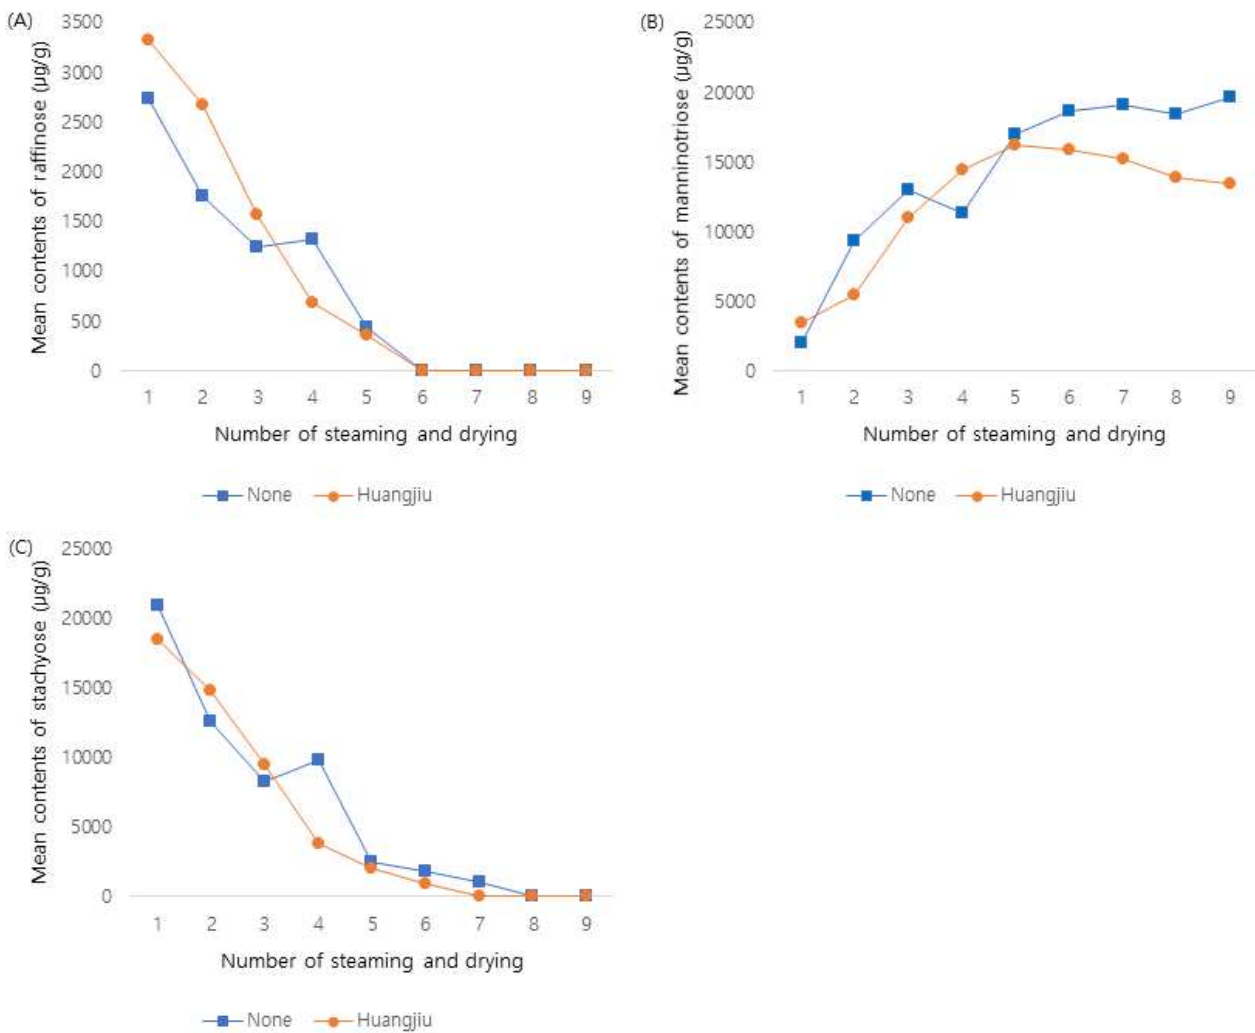 (A)
Mean contents of raffinose (µg/g)
3500
3000
2500
2000
1500
1000
500
0
1 2 3 4 5 6 7 8 9
Number of steaming and drying
None Huangjiu
(B)
Mean contents of manninotriose (µg/g)
25000
20000
15000
10000
5000
0
1 2 3 4 5 6 7 8 9
Number of steaming and drying
None Huangjiu
(C)
Mean contents of stachyose (µg/g)
25000
20000
15000
10000
5000
0
1 2 3 4 5 6 7 8 9
Number of steaming and drying
None Huangjiu